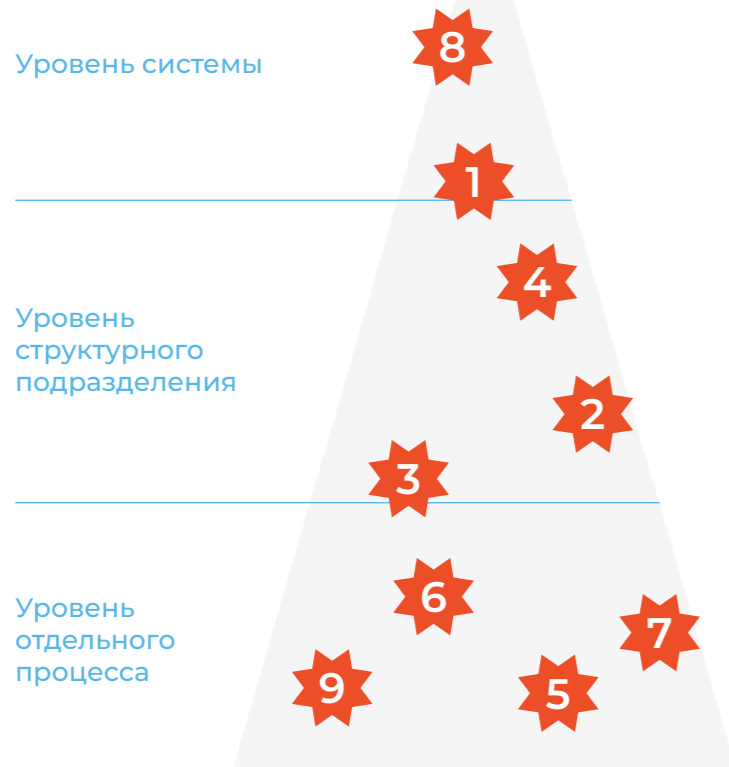 8
Уровень системы
1
4
Уровень
структурного
подразделения
2
3
6
Уровень
отдельного
процесса
7
9
5